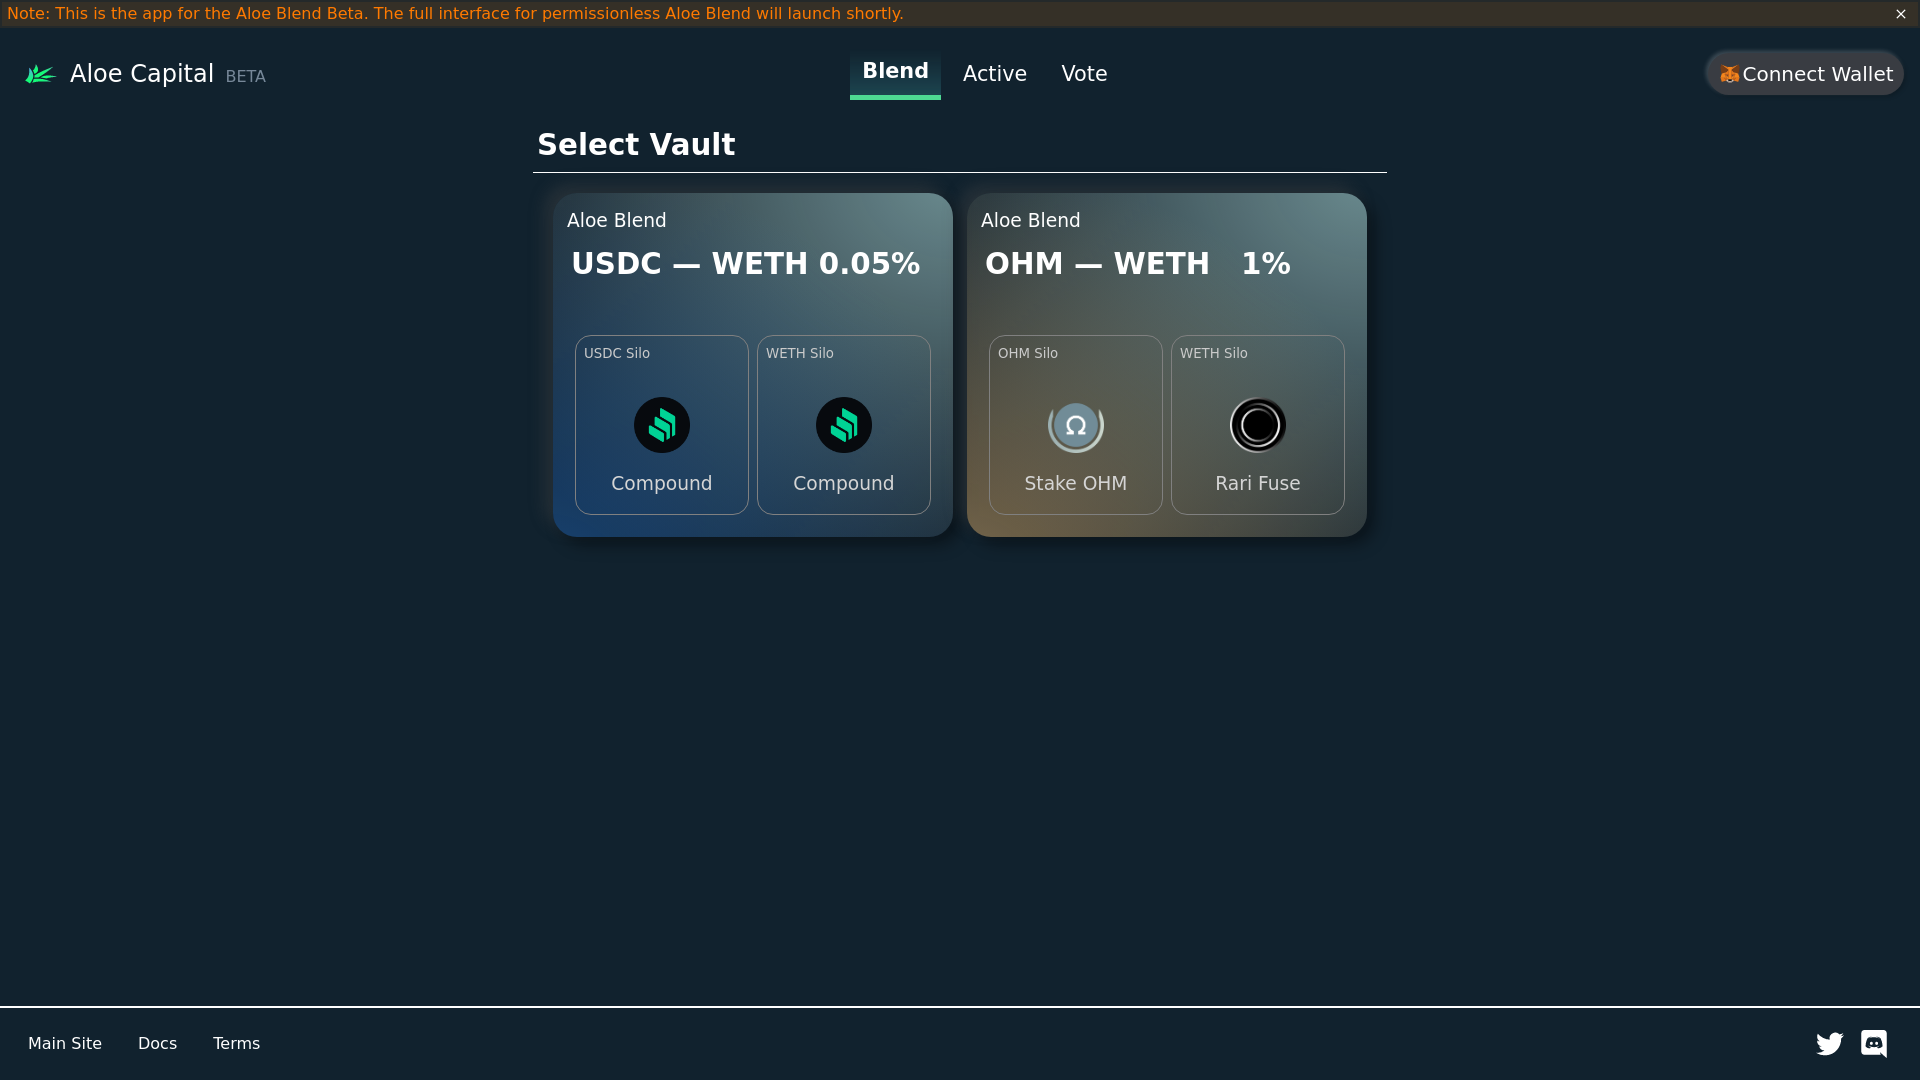 Note: This is the app for the Aloe Blend Beta. The full interface for permissionless Aloe Blend will launch shortly.
×
Aloe Capital BETA
Blend
Active
Vote
Connect Wallet
Select Vault
Aloe Blend
USDC — WETH 0.05%
USDC Silo
Compound
WETH Silo
Compound
Aloe Blend
OHM — WETH 1%
OHM Silo
Ω
Stake OHM
WETH Silo
Rari Fuse
Main Site
Docs
Terms